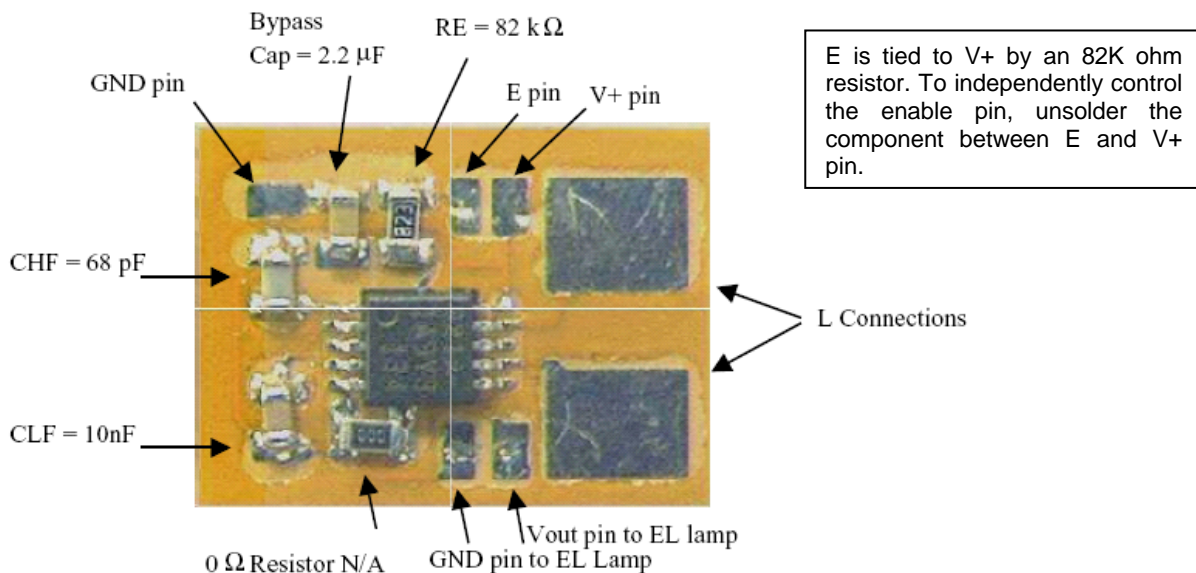 Bypass
Cap = 2.2 μF
RE = 82 k Ω
GND pin
E pin
V+ pin
E is tied to V+ by an 82K ohm
resistor. To independently control
the enable pin, unsolder the
component between E and V+
pin.
CHF = 68 pF
L Connections
CLF = 10nF
000
Vout pin to EL lamp
GND pin to EL Lamp
0 Ω Resistor N/A